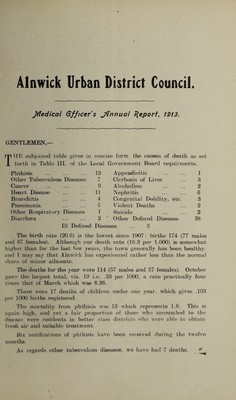 Alnwick Urban District Council.
Medical Officer's Annual Report, 1913.
GENTLEMEN,—
THE subjoined table gives in concise form the causes of death as set
forth in Table III. of the Local Government Board requirements.
Phthisis ... ... 13 Appendicitis ... 1
Other Tuberculous Diseases 7 Cirrhosis of Liver ... 3
Cancer ... ... 9 Alcoholism ... 2
Heart Disease ... 11 Nephritis ... 6
Bronchitis ... ... 4 Congenital Debility, etc. 3
Pneumonia ... ... 5 Violent Deaths ... 2
Other Respiratory Diseases 1 Suicide ... ... 2
Diarrhœa ... ... 2 Other Defined Diseases 38
Ill Defined Diseases ... 5
The birth rate (20.6) is the lowest since 1907: births 174 (77 males
and 87 females). Although our death rate (16.3 per 1,000) is somewhat
higher than for the last few years, the town generally has been healthy,
and I may say that Alnwick has experienced rather less than the normal
share of minor ailments.
The deaths for the year were 114 (57 males and 57 females). October
gave the largest total, viz. 19 i.e. .33 per 1000, a rate practically four
times that of March which was 8.36.
There were 17 deaths of children under one year, which gives .103
per 1000 births registered.
The mortality from phthisis was 13 which represents 1.8. This is
again high, and yet a fair proportion of those who succumbed to the
disease were residents in better class districts who were able to obtain
fresh air and suitable treatment.
Six notifications of phthisis have been received during the twelve
months.
As regards other tuberculous diseases, we have had 7 deaths.